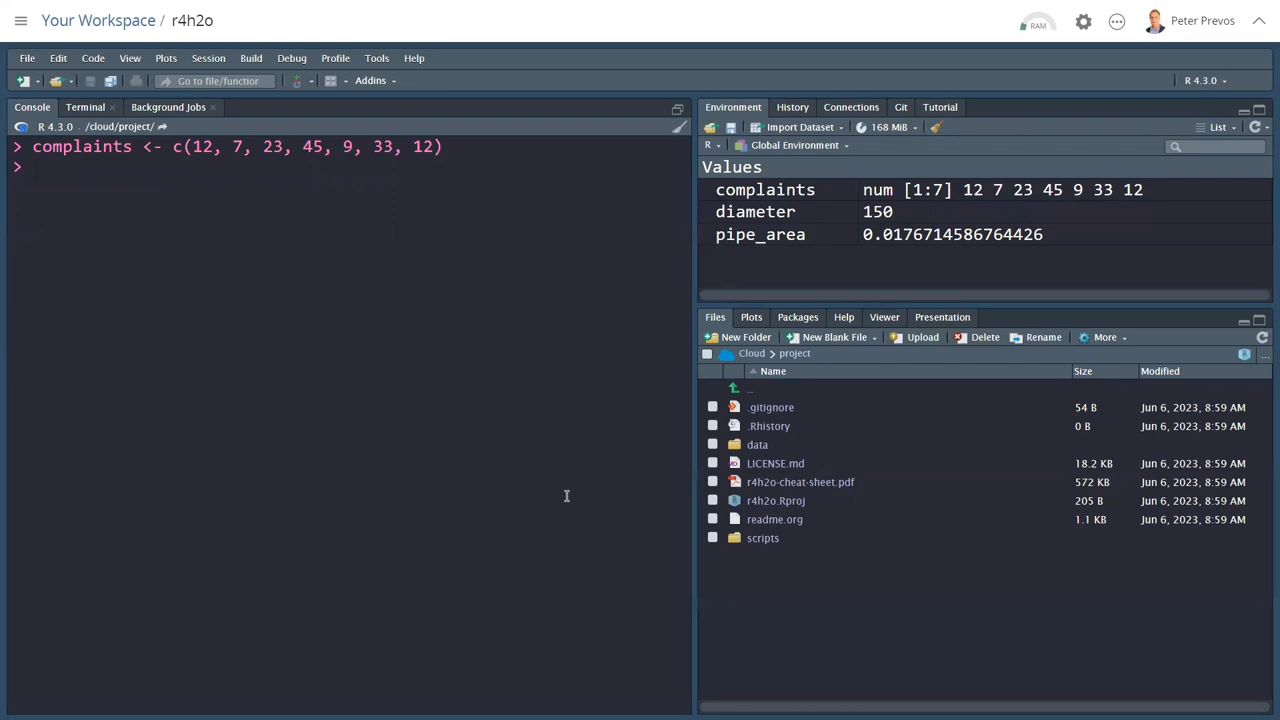 Your Workspace / r4h2o
RAM
Peter Prevos
File Edit Code View Plots Session Build Debug Profile Tools Help
Go to file/function
Addins
R 4.3.0
Console Terminal Background Jobs
R 4.3.0 · /cloud/project/
> complaints <- c(12, 7, 23, 45, 9, 33, 12)
>
Environment History Connections Git Tutorial
Import Dataset 168 MiB List
R Global Environment
Values
complaints num [1:7] 12 7 23 45 9 33 12
diameter 150
pipe_area 0.0176714586764426
Files Plots Packages Help Viewer Presentation
New Folder New Blank File Upload Delete Rename More
Cloud > project ...
Name Size Modified
..
.gitignore 54 B Jun 6, 2023, 8:59 AM
.Rhistory 0 B Jun 6, 2023, 8:59 AM
data
LICENSE.md 18.2 KB Jun 6, 2023, 8:59 AM
r4h2o-cheat-sheet.pdf 572 KB Jun 6, 2023, 8:59 AM
r4h2o.Rproj 205 B Jun 6, 2023, 8:59 AM
readme.org 1.1 KB Jun 6, 2023, 8:59 AM
scripts